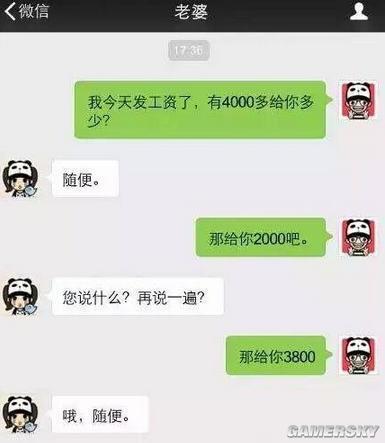 微信
老婆
17:36
我今天发工资了，有4000多给你多
少？
随便。
那给你2000吧。
您说什么？再说一遍？
那给你3800
哦，随便。
GAMERSKY